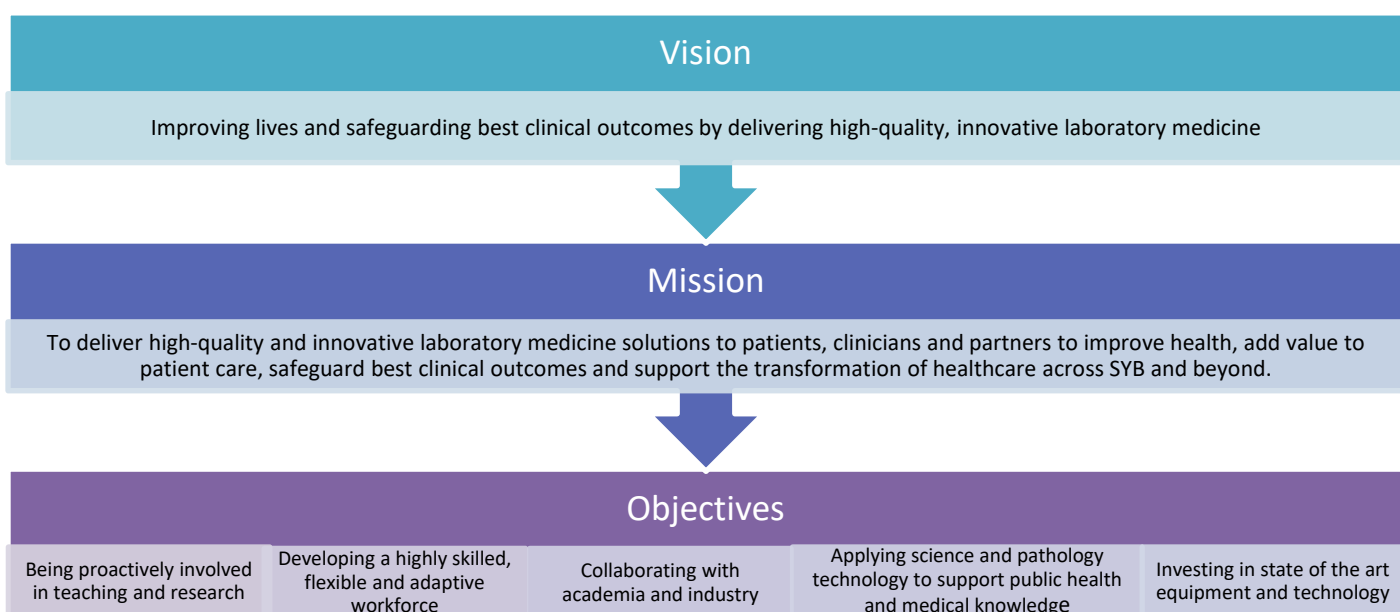 Vision
Improving lives and safeguarding best clinical outcomes by delivering high-quality, innovative laboratory medicine
Mission
To deliver high-quality and innovative laboratory medicine solutions to patients, clinicians and partners to improve health, add value to
patient care, safeguard best clinical outcomes and support the transformation of healthcare across SYB and beyond.
Objectives
Being proactively involved
in teaching and research
Developing a highly skilled,
flexible and adaptive
workforce
Collaborating with
academia and industry
Applying science and pathology
technology to support public health
and medical knowledge
Investing in state of the art
equipment and technology